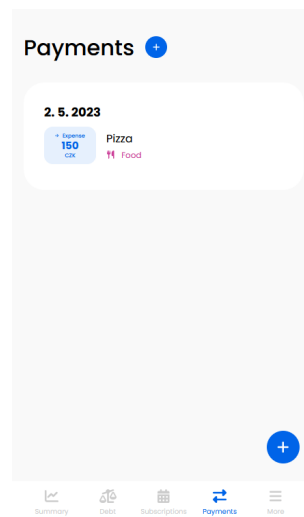 Payments
2. 5. 2023
Expense
150
CZK
Pizza
Food
Summary
Debt
Subscriptions
Payments
More